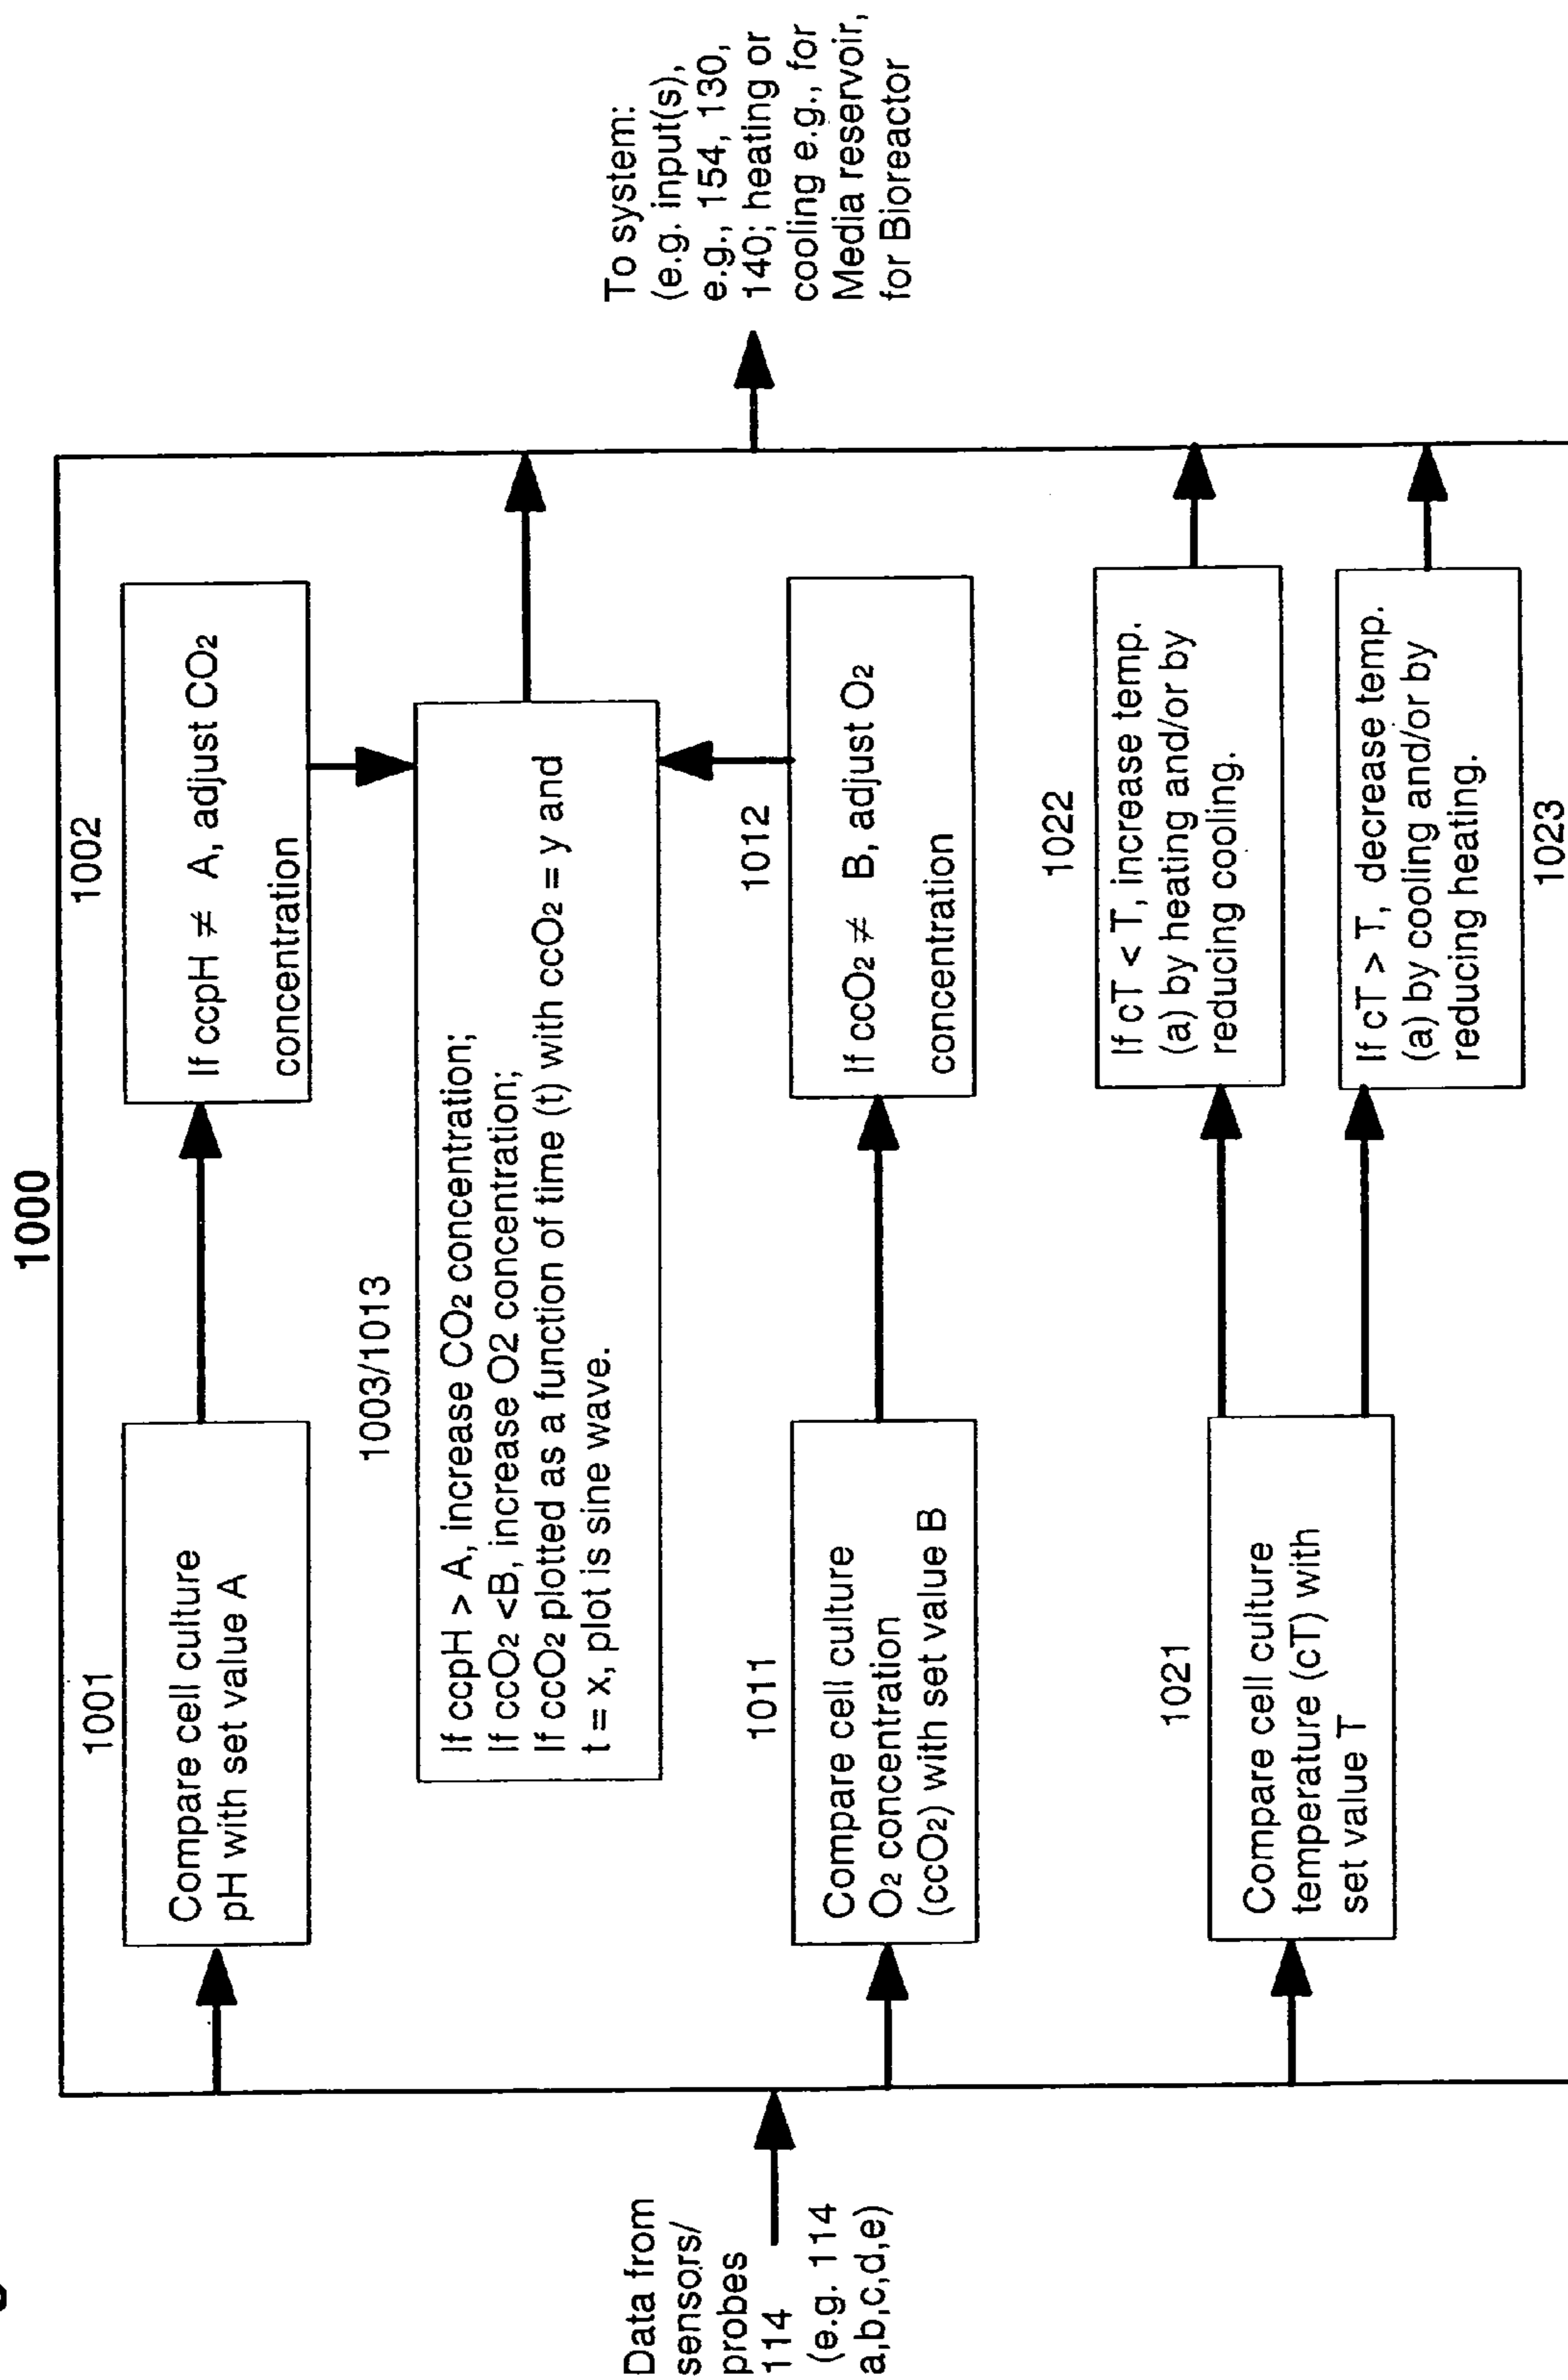 1000
Data from
sensors/
probes
114
(e.g. 114
a,b,c,d,e)
1001
Compare cell culture
pH with set value A
1002
If ccpH ≠ A, adjust CO2
concentration
1003/1013
If ccpH > A, increase CO2 concentration;
If ccO2 <B, increase O2 concentration;
If ccO2 plotted as a function of time (t) with ccO2 = y and
t = x, plot is sine wave.
1011
Compare cell culture
O2 concentration
(ccO2) with set value B
1012
If ccO2 ≠ B, adjust O2
concentration
1021
Compare cell culture
temperature (cT) with
set value T
1022
If cT < T, increase temp.
(a) by heating and/or by
reducing cooling.
If cT > T, decrease temp.
(a) by cooling and/or by
reducing heating.
1023
To system:
(e.g. input(s),
e.g., 154, 130,
140; heating or
cooling e.g., for
Media reservoir,
for Bioreactor